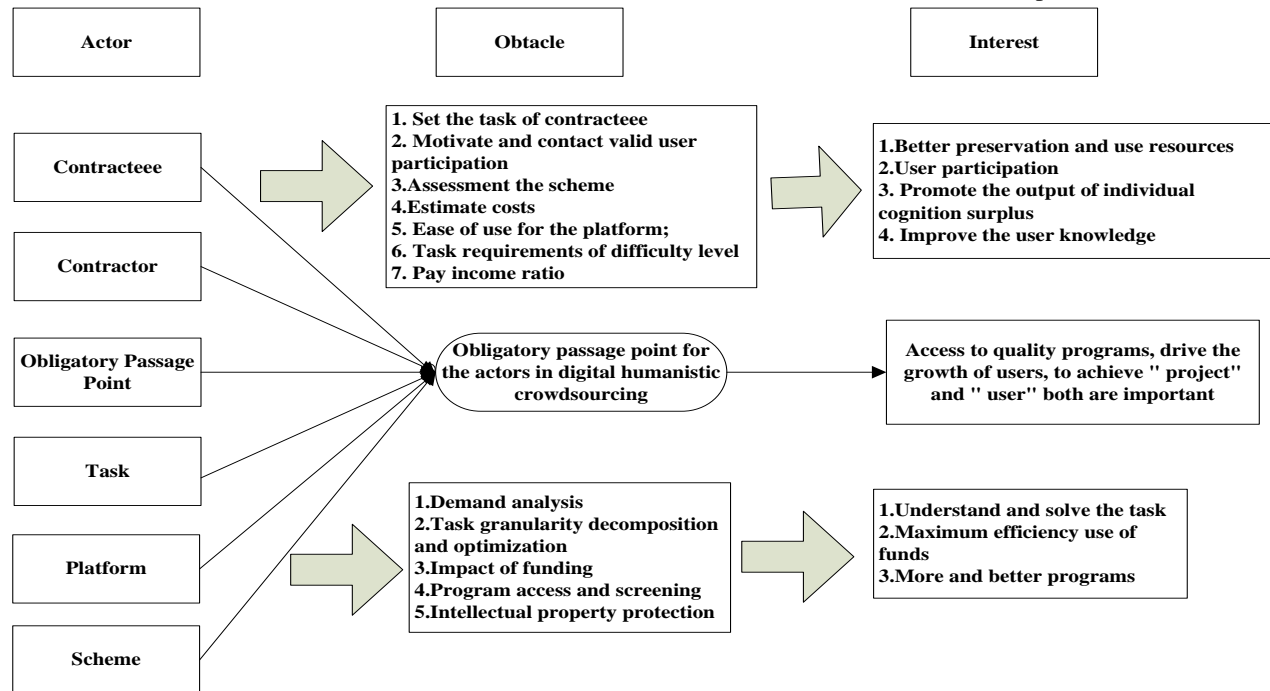 Actor
Obtacle
Interest
Contracteee
1. Set the task of contracteee
2. Motivate and contact valid user
participation
3.Assessment the scheme
4.Estimate costs
5. Ease of use for the platform;
6. Task requirements of difficulty level
7. Pay income ratio
1.Better preservation and use resources
2.User participation
3. Promote the output of individual
cognition surplus
4. Improve the user knowledge
Contractor
Obligatory Passage
Point
Obligatory passage point for
the actors in digital humanistic
crowdsourcing
Access to quality programs, drive the
growth of users, to achieve " project"
and " user" both are important
Task
Platform
Scheme
1.Demand analysis
2.Task granularity decomposition
and optimization
3.Impact of funding
4.Program access and screening
5.Intellectual property protection
1.Understand and solve the task
2.Maximum efficiency use of
funds
3.More and better programs